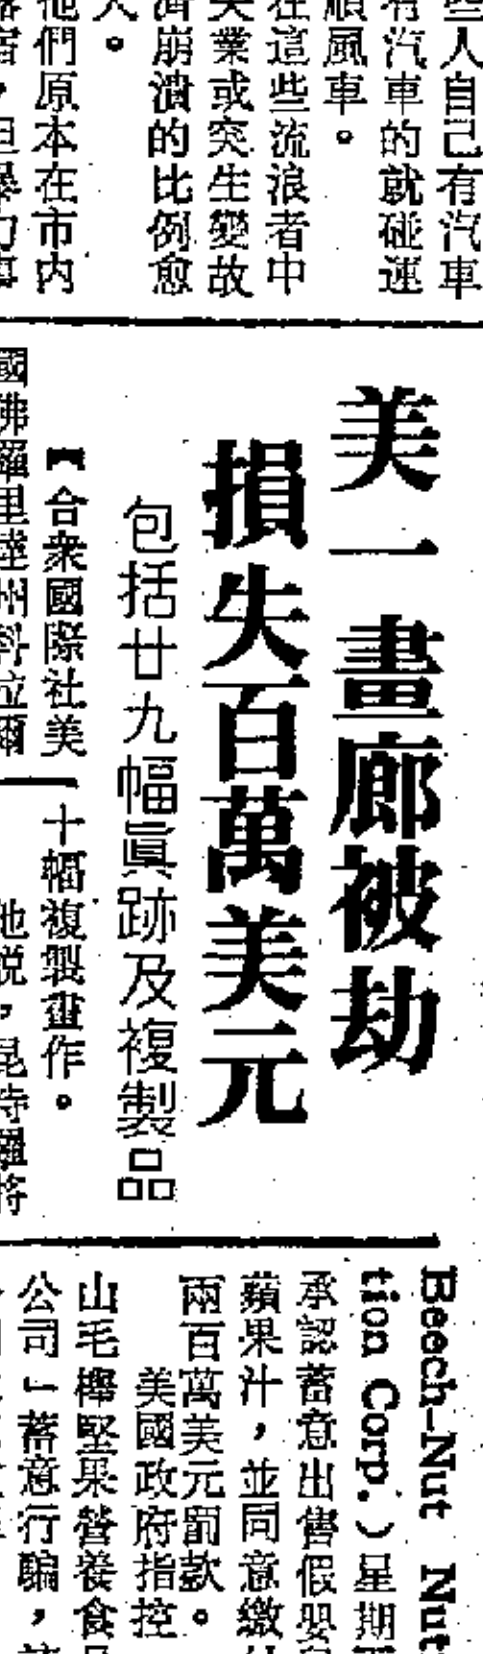 些人自己有汽車
有汽車的就碰運
順風車。
在這些流浪者中
失業或突生變故
濟崩潰的比例愈
人。
他們原本在市內
美一畫廊被劫
損失百萬美元
包括廿九幅眞跡及複製品
【合衆國際社美
國佛羅里達州科拉爾
十幅複製畫作。
他說，昆特羅將
Beech-Nut Nut
tion Corp.）星期
承認蓄意出售假嬰
蘋果汁，並同意繳
兩百萬美元罰款。
美國政府指控
山毛櫸堅果營養食
公司」蓄意行騙，